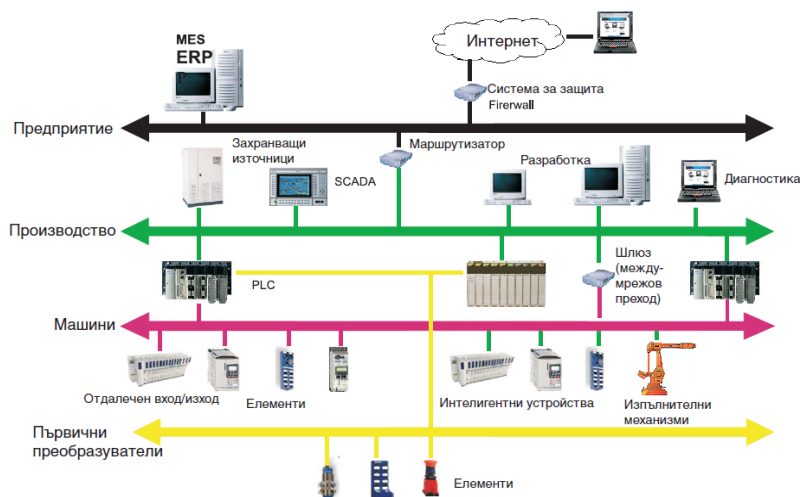 MES
ERP
Интернет
Система за защита
Firerwall
Предприятие
Захранващи
източници
Маршрутизатор
SCADA
Разработка
Диагностика
Производство
PLC
Шлюз
(между-
мрежов
преход)
Машини
Отдалечен вход/изход
Елементи
Интелигентни устройства
Изпълнителни
механизми
Първични
преобразуватели
Елементи